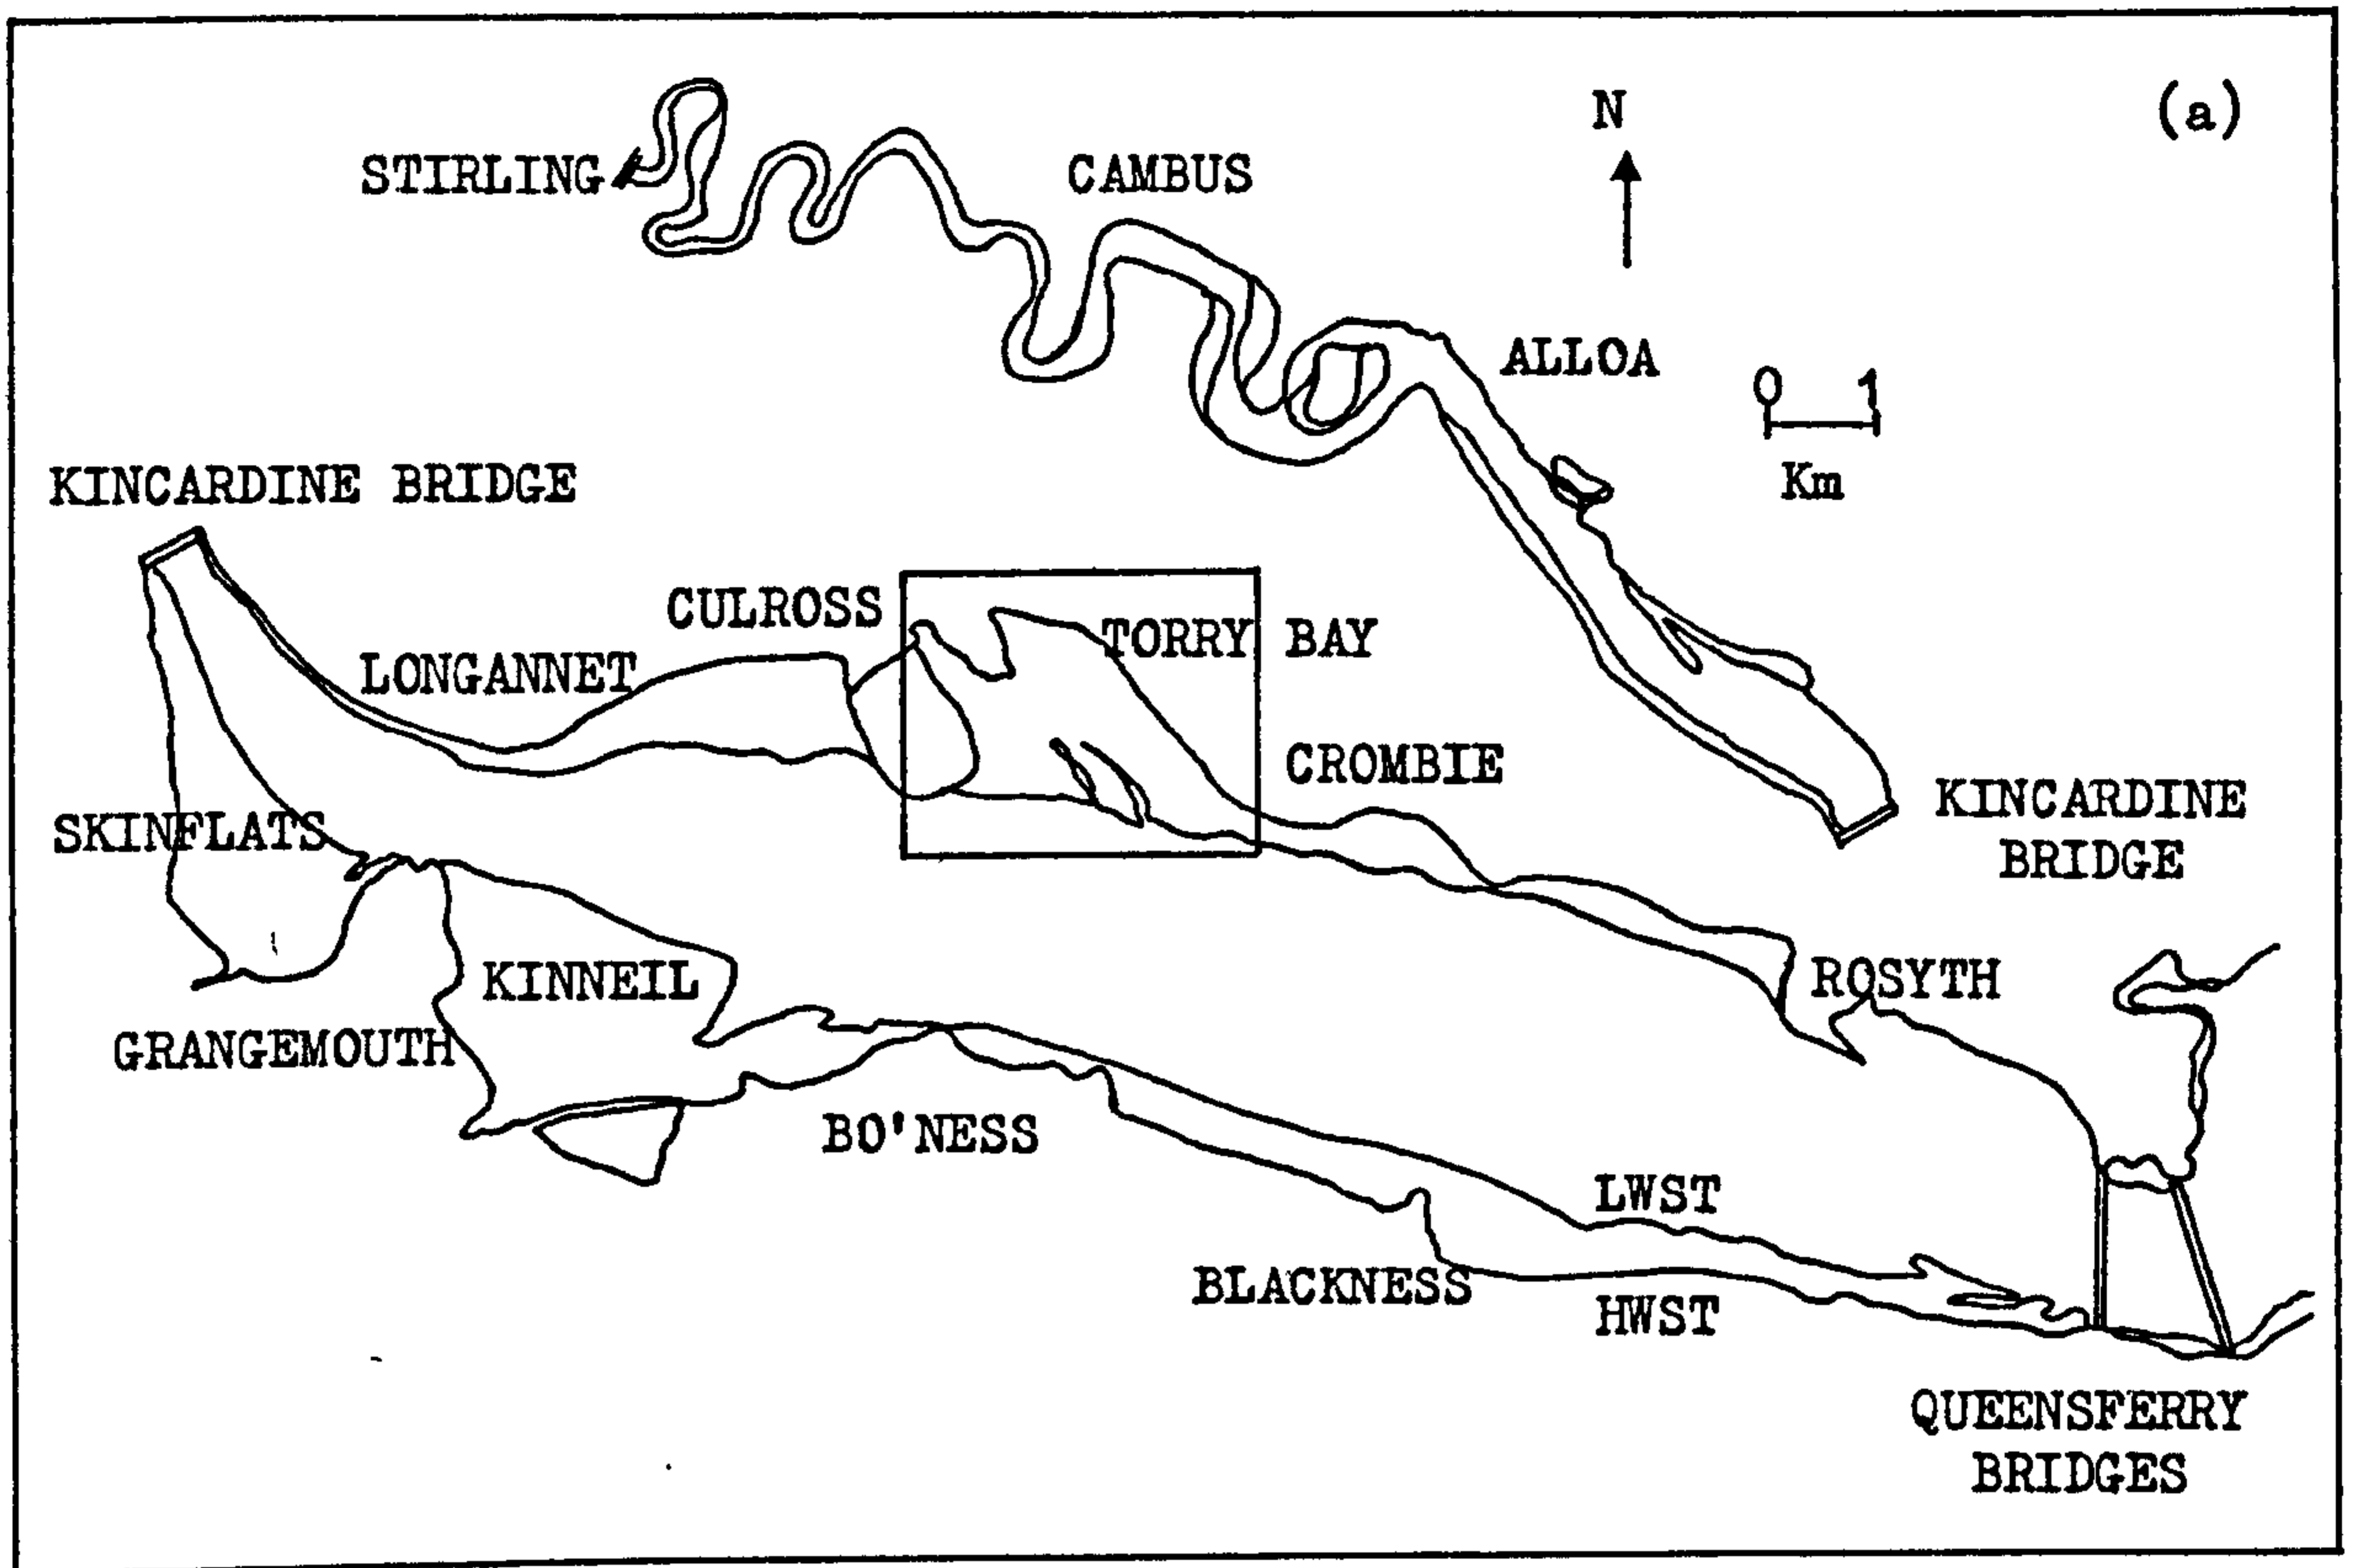 (a)
N
STIRLING
CAMBUS
ALLOA
0 1
Km
KINCARDINE BRIDGE
CULROSS
TORRY BAY
LONGANNET
CROMBIE
KINCARDINE
BRIDGE
SKINFLATS
KINNEIL
ROSYTH
GRANGEMOUTH
BO'NESS
LWST
BLACKNESS
HWST
QUEENSFERRY
BRIDGES